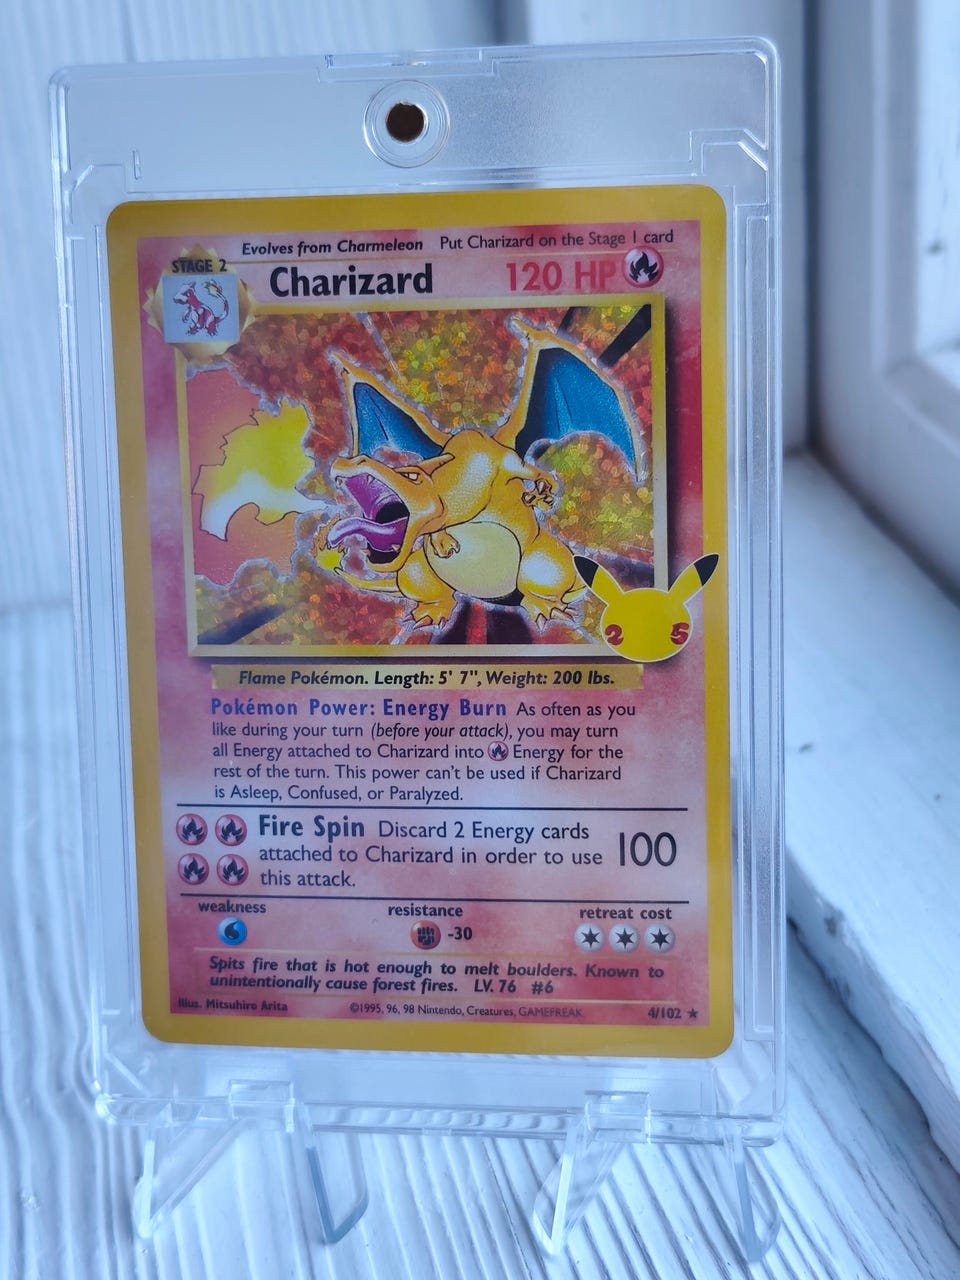 Evolves from Charmeleon Put Charizard on the Stage 1 card
STAGE 2
Charizard 120 HP
25
Flame Pokémon. Length: 5' 7", Weight: 200 lbs.
Pokémon Power: Energy Burn As often as you
like during your turn (before your attack), you may turn
all Energy attached to Charizard into Energy for the
rest of the turn. This power can't be used if Charizard
is Asleep, Confused, or Paralyzed.
Fire Spin Discard 2 Energy cards
attached to Charizard in order to use
this attack.
100
weakness resistance retreat cost
-30
Spits fire that is hot enough to melt boulders. Known to
unintentionally cause forest fires. LV. 76 #6
Illus. Mitsuhiro Arita ©1995, 96, 98 Nintendo, Creatures, GAMEFREAK. 4/102 ★